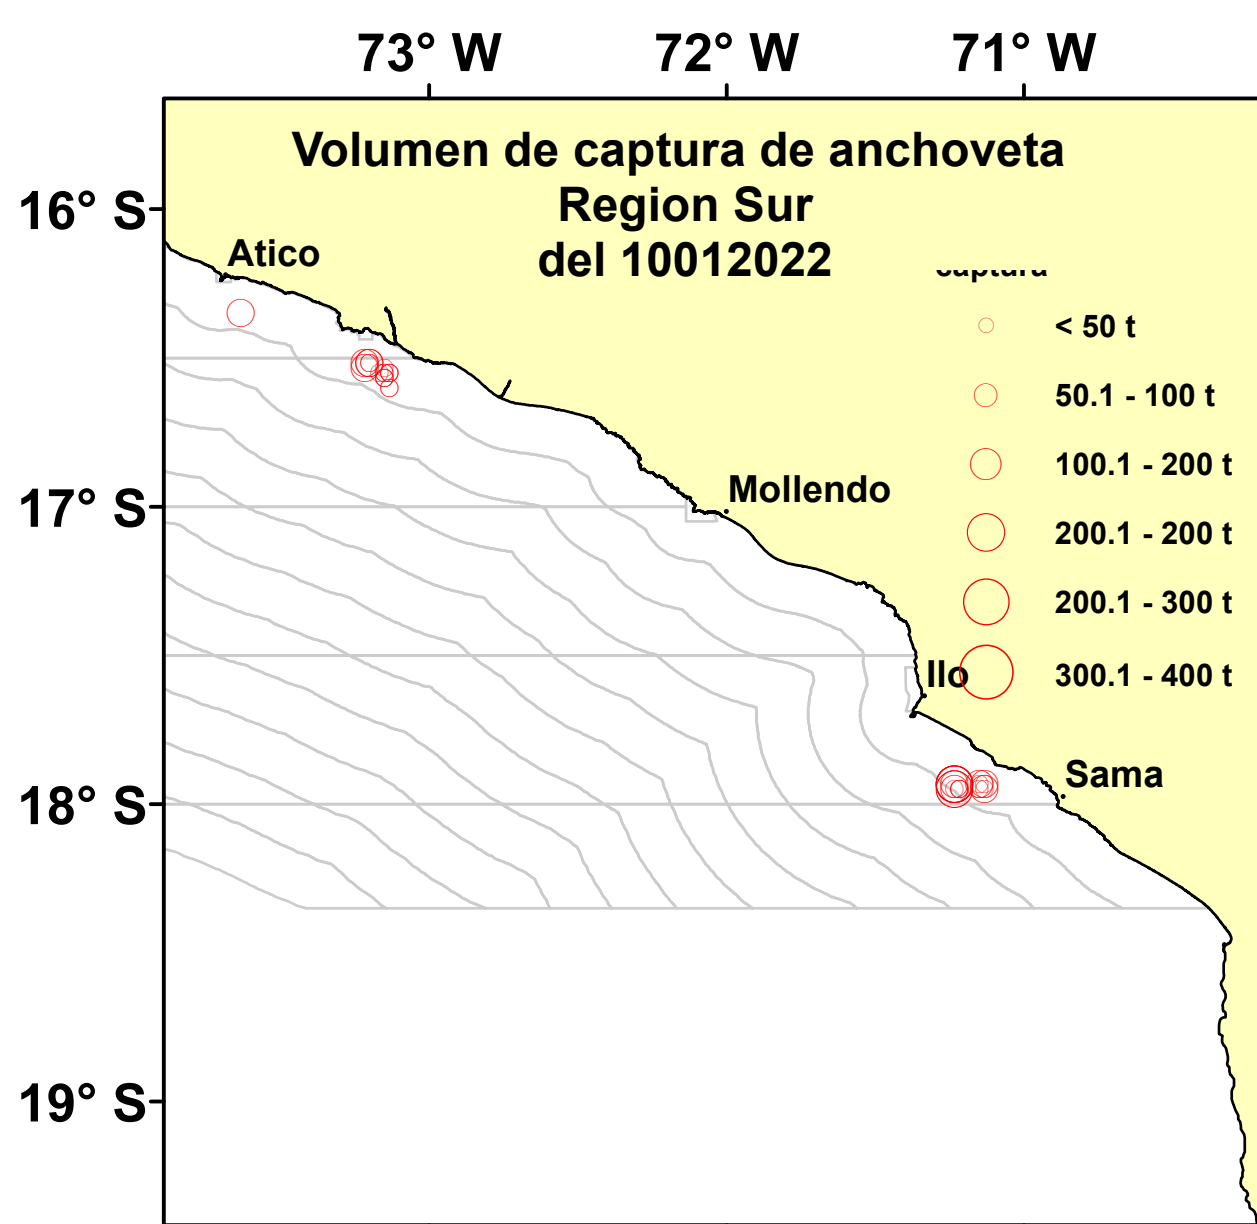 73° W 72° W 71° W
Volumen de captura de anchoveta
Region Sur
del 10012022
16° S
Atico
captura
< 50 t
50.1 - 100 t
100.1 - 200 t
17° S
Mollendo
200.1 - 200 t
200.1 - 300 t
Ilo
300.1 - 400 t
18° S
Sama
19° S